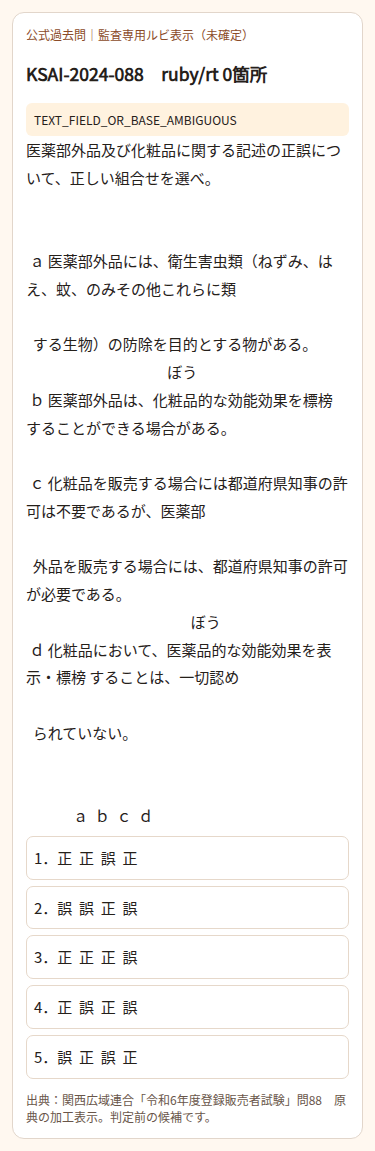 公式過去問｜監査専用ルビ表示（未確定）
KSAI-2024-088　ruby/rt 0箇所
TEXT_FIELD_OR_BASE_AMBIGUOUS
医薬部外品及び化粧品に関する記述の正誤につ
いて、正しい組合せを選べ。
ａ 医薬部外品には、衛生害虫類（ねずみ、は
え、蚊、のみその他これらに類
する生物）の防除を目的とする物がある。
ぼう
ｂ 医薬部外品は、化粧品的な効能効果を標榜
することができる場合がある。
ｃ 化粧品を販売する場合には都道府県知事の許
可は不要であるが、医薬部
外品を販売する場合には、都道府県知事の許可
が必要である。
ぼう
ｄ 化粧品において、医薬品的な効能効果を表
示・標榜 することは、一切認め
られていない。
ａ ｂ ｃ ｄ
1．正 正 誤 正
2．誤 誤 正 誤
3．正 正 正 誤
4．正 誤 正 誤
5．誤 正 誤 正
出典：関西広域連合「令和6年度登録販売者試験」問88　原
典の加工表示。判定前の候補です。